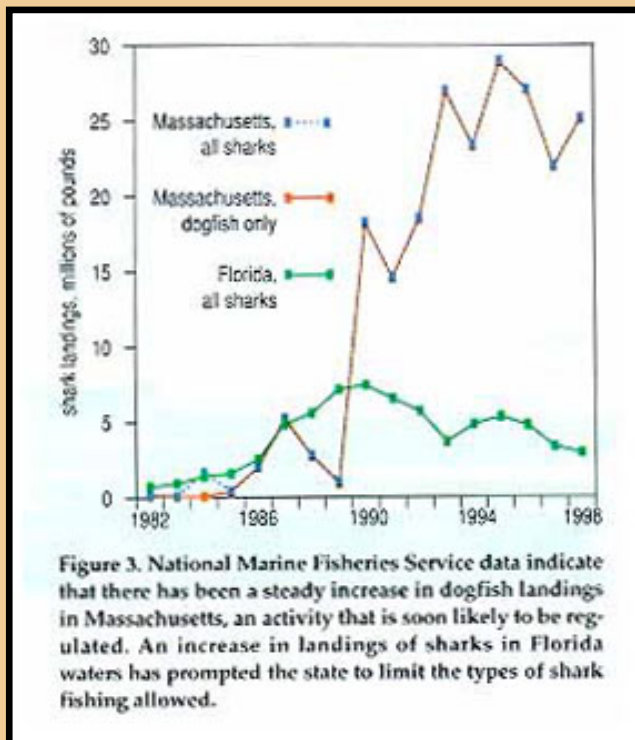 30
25
20
15
10
5
0
shark landings, millions of pounds
Massachusetts,
all sharks
Massachusetts,
dogfish only
Florida,
all sharks
1982
1986
1990
1994
1998
Figure 3. National Marine Fisheries Service data indicate
that there has been a steady increase in dogfish landings
in Massachusetts, an activity that is soon likely to be reg-
ulated. An increase in landings of sharks in Florida
waters has prompted the state to limit the types of shark
fishing allowed.